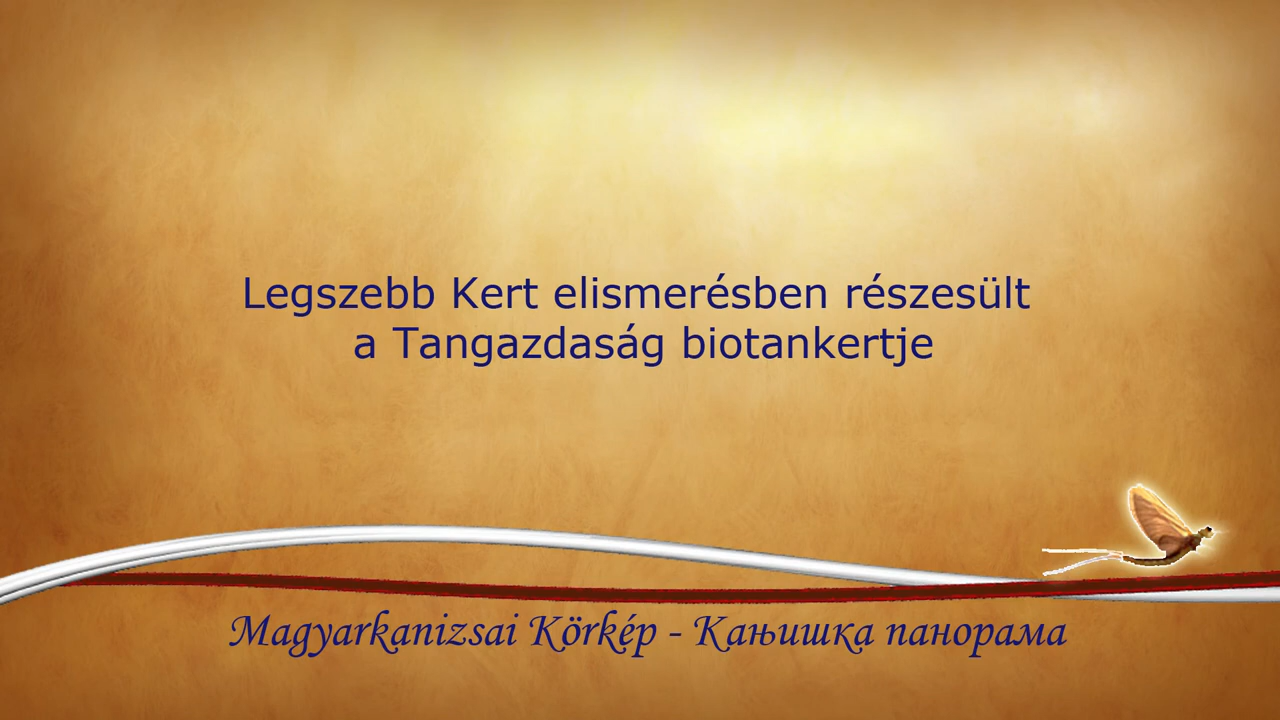 Legszebb Kert elismerésben részesült
a Tangazdaság biotankertje
Magyarkanizsai Körkép - Кањишка панорама